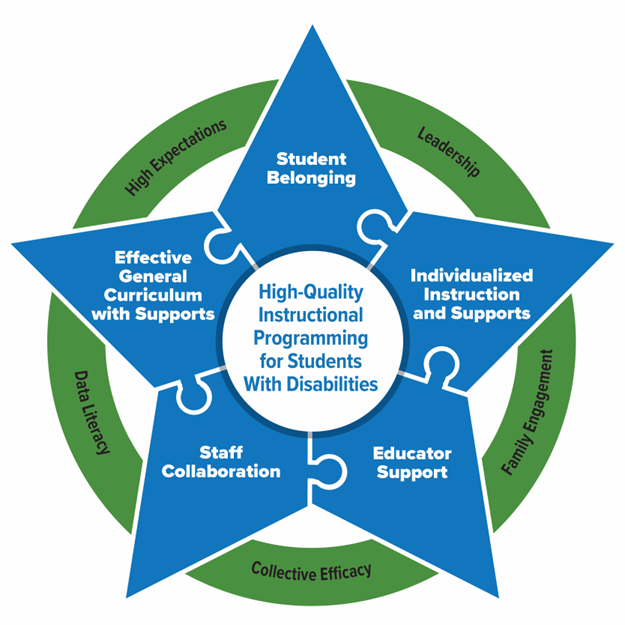 High Expectations
Leadership
Student
Belonging
Effective
General
Curriculum
with Supports
High-Quality
Instructional
Programming
for Students
With Disabilities
Individualized
Instruction
and Supports
Data Literacy
Family Engagement
Staff
Collaboration
Educator
Support
Collective Efficacy